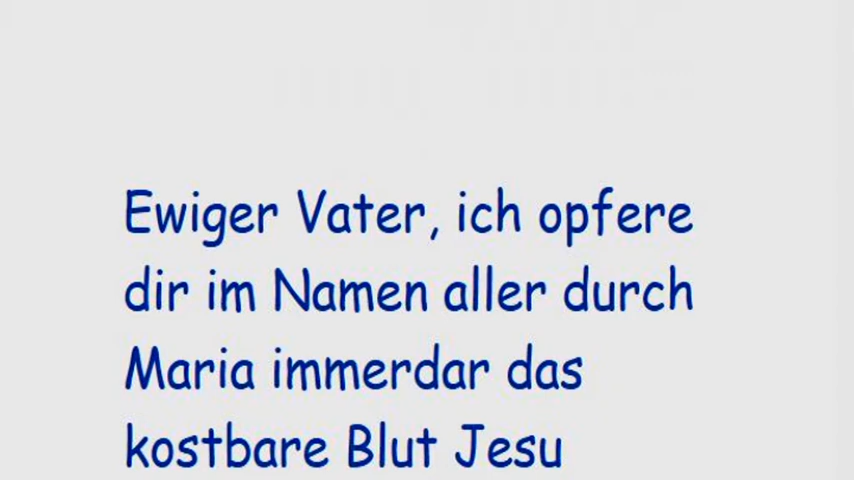 Ewiger Vater, ich opfere
dir im Namen aller durch
Maria immerdar das
kostbare Blut Jesu